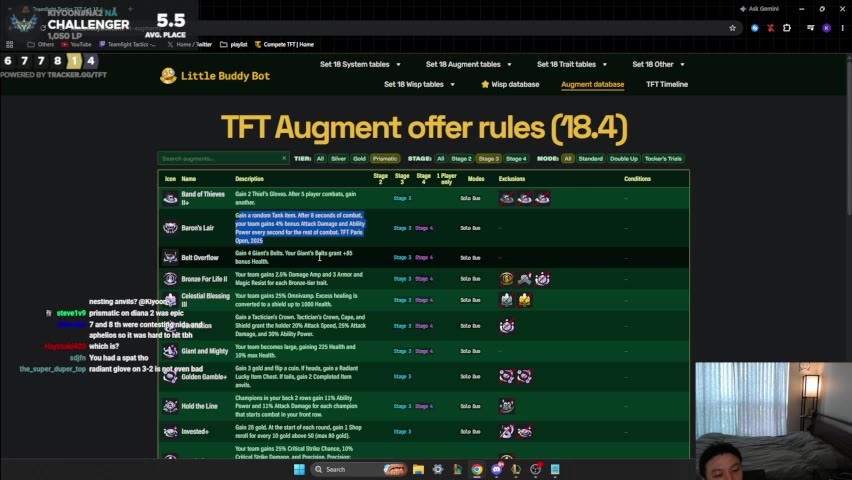 KIYOON#NA2 NA
CHALLENGER
1,050 LP
5.5
AVG. PLACE
6 7 7 8 1 4
POWERED BY TRACKER.GG/TFT
Ask Gemini
Others
YouTube
Teamfight Tactics -...
Home / Twitter
playlist
Compete TFT | Home
Little Buddy Bot
Set 18 System tables
Set 18 Augment tables
Set 18 Trait tables
Set 18 Other
Set 18 Wisp tables
Wisp database
Augment database
TFT Timeline
TFT Augment offer rules (18.4)
Search augments...
TIER: All Silver Gold Prismatic
STAGE: All Stage 2 Stage 3 Stage 4
MODE: All Standard Double Up Tocker's Trials
Icon Name Description Stage 2 Stage 3 Stage 4 1 Player only Modes Exclusions Conditions
Band of Thieves II+
Gain 2 Thief's Gloves. After 5 player combats, gain another.
Stage 3
Solo Duo
Baron's Lair
Gain a random Tank item. After 8 seconds of combat, your team gains 4% bonus Attack Damage and Ability Power every second for the rest of combat. TFT Paris Open, 2025
Stage 3 Stage 4
Solo Duo
Belt Overflow
Gain 4 Giant's Belts. Your Giant's Belts grant +85 bonus Health.
Stage 3 Stage 4
Solo Duo
Bronze For Life II
Your team gains 2.5% Damage Amp and 3 Armor and Magic Resist for each Bronze-tier trait.
Stage 3 Stage 4
Solo Duo
Celestial Blessing III
Your team gains 25% Omnivamp. Excess healing is converted to a shield up to 1000 Health.
Stage 3 Stage 4
Solo Duo
Gain a Tactician's Crown. Tactician's Crown, Cape, and Shield grant the holder 20% Attack Speed, 25% Attack Damage, and 30% Ability Power.
Stage 3
Solo Duo
Giant and Mighty
Your team becomes large, gaining 225 Health and 10% max Health.
Stage 3 Stage 4
Solo Duo
Golden Gamble+
Gain 3 gold and flip a coin. If heads, gain a Radiant Lucky Item Chest. If tails, gain 2 Completed Item anvils.
Stage 3
Solo Duo
Hold the Line
Champions in your back 2 rows gain 11% Ability Power and 11% Attack Damage for each champion that starts combat in your front row.
Stage 3 Stage 4
Solo Duo
Invested+
Gain 26 gold. At the start of each round, gain 1 Shop reroll for every 10 gold above 50 (max 80 gold).
Stage 3
Solo Duo
Your team gains 25% Critical Strike Chance, 10% Critical Strike Damage, and Precision. Precision:
nesting anvils? @Kiyoon
steve1v9 prismatic on diana 2 was epic
7 and 8 th were contesting nida and aphelios so it was hard to hit tbh
which is?
sdjfn You had a spat tho
the_super_duper_top radiant glove on 3-2 is not even bad
Search